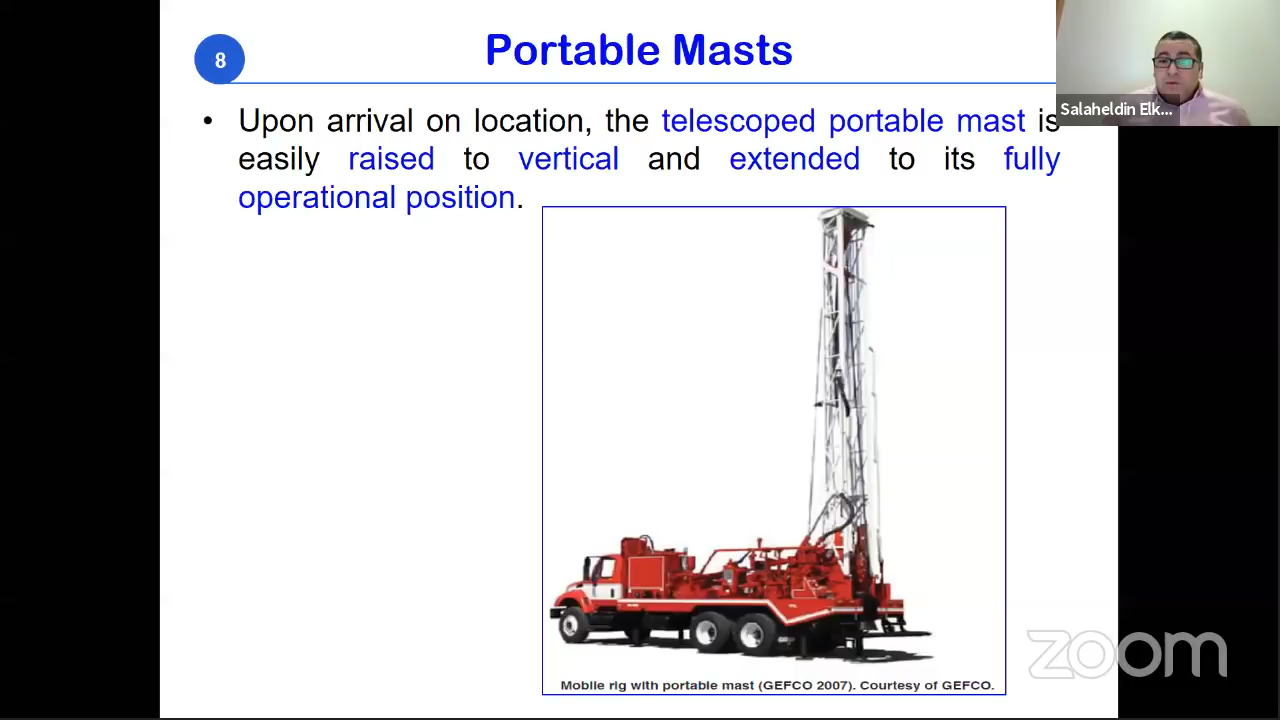 8
Portable Masts
Salaheldin Elk...
• Upon arrival on location, the telescoped portable mast is
easily raised to vertical and extended to its fully
operational position.
Mobile rig with portable mast (GEFCO 2007). Courtesy of GEFCO.
zoom